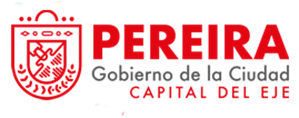 PEREIRA
Gobierno de la Ciudad
CAPITAL DEL EJE